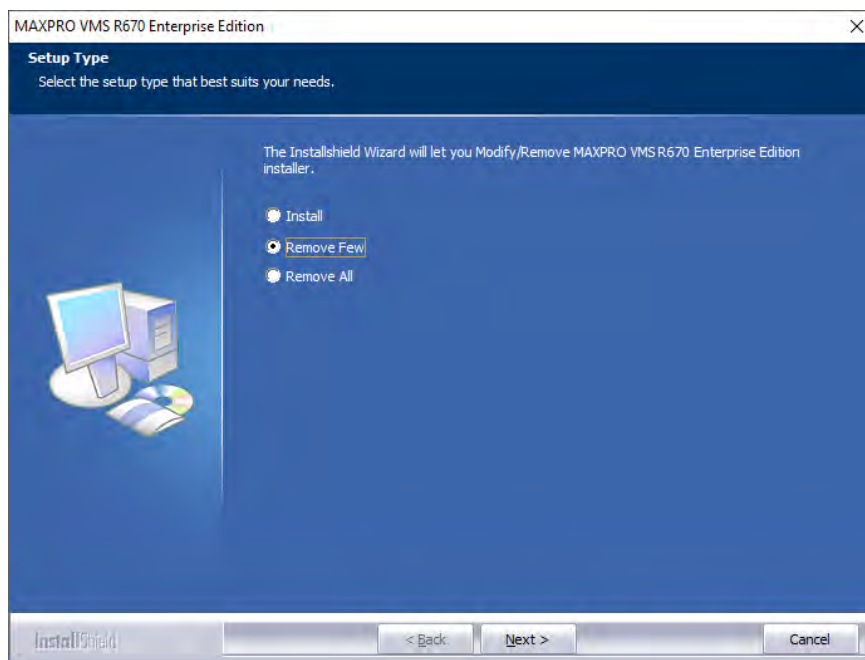 MAXPRO VMS R670 Enterprise Edition
Setup Type
Select the setup type that best suits your needs.
The Installshield Wizard will let you Modify/Remove MAXPRO VMS R670 Enterprise Edition
installer.
Install
Remove Few
Remove All
InstallShield
< Back
Next >
Cancel